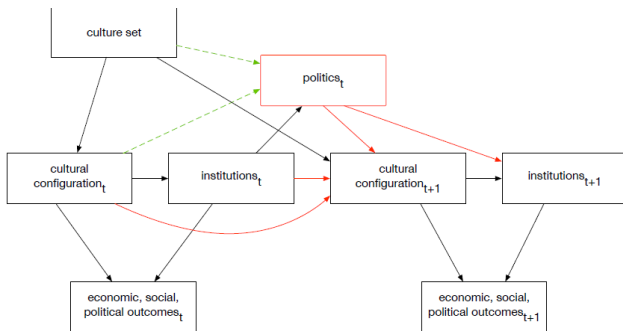 culture set
politics_t
cultural
configuration_t
institutions_t
cultural
configuration_t+1
institutions_t+1
economic, social,
political outcomes_t
economic, social,
political outcomes_t+1